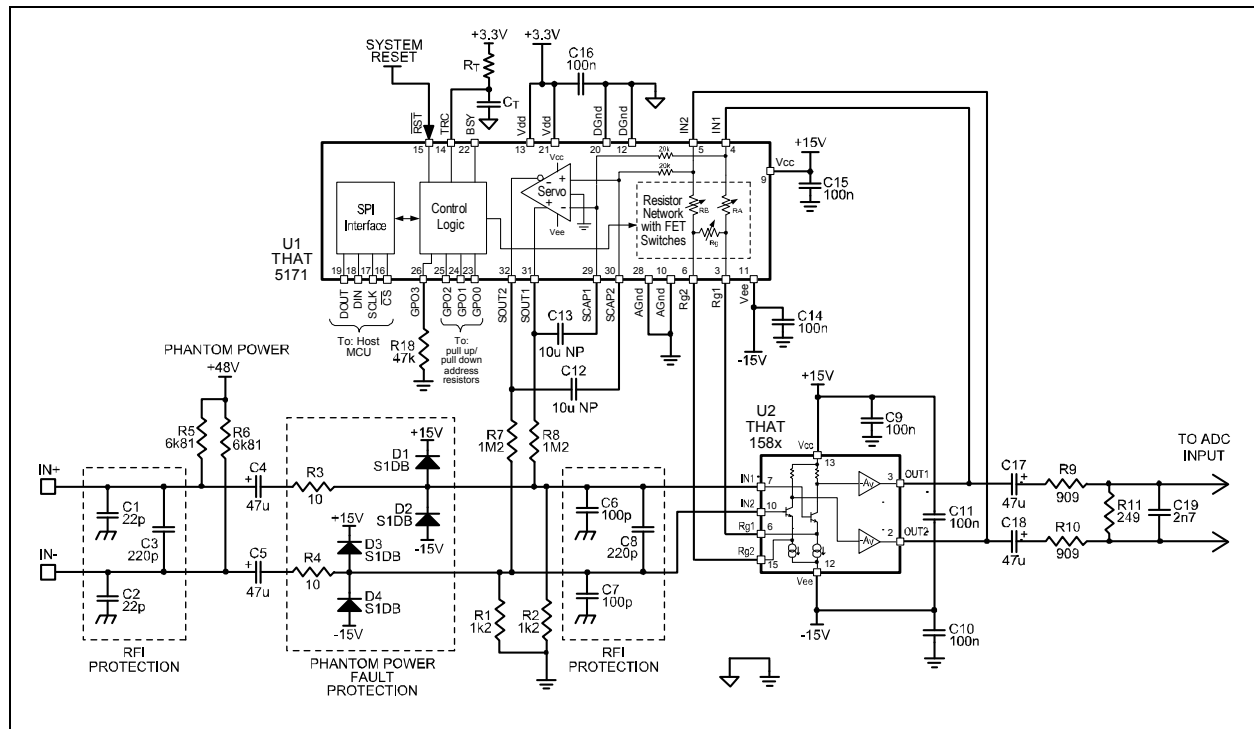 SYSTEM
RESET
+3.3V
RT
CT
+3.3V
C16
100n
RST
TRC
BSY
Vdd
Vdd
DGnd
DGnd
IN2
IN1
15
14
22
13
21
20
12
5
4
Vcc
9
+15V
C15
100n
20k
20k
SPI
Interface
Control
Logic
Vcc
Servo
Vee
- +
+ -
Resistor
Network
with FET
Switches
RB
RA
Rg
U1
THAT
5171
19
18
17
16
26
25
24
23
32
31
29
30
28
10
6
3
11
DOUT
DIN
SCLK
CS
GPO3
GPO2
GPO1
GPO0
SOUT2
SOUT1
SCAP1
SCAP2
AGnd
AGnd
Rg2
Rg1
Vee
To: Host
MCU
R18
47k
To:
pull up/
pull down
address
resistors
C13
10u NP
C12
10u NP
C14
100n
-15V
PHANTOM POWER
+48V
R5
6k81
R6
6k81
R7
1M2
R8
1M2
+15V
C9
100n
U2
THAT
158x
Vcc
13
IN1
7
IN2
10
Rg1
6
Rg2
15
-Av
-Av
3
OUT1
2
OUT2
12
Vee
-15V
C11
100n
C10
100n
TO ADC
INPUT
C17
+
47u
C18
+
47u
R9
909
R10
909
R11
249
C19
2n7
IN+
IN-
C1
22p
C2
22p
C3
220p
+
C4
47u
+
C5
47u
R3
10
R4
10
+15V
D1
S1DB
D2
S1DB
-15V
+15V
D3
S1DB
D4
S1DB
-15V
R1
1k2
R2
1k2
C6
100p
C7
100p
C8
220p
RFI
PROTECTION
PHANTOM POWER
FAULT
PROTECTION
RFI
PROTECTION